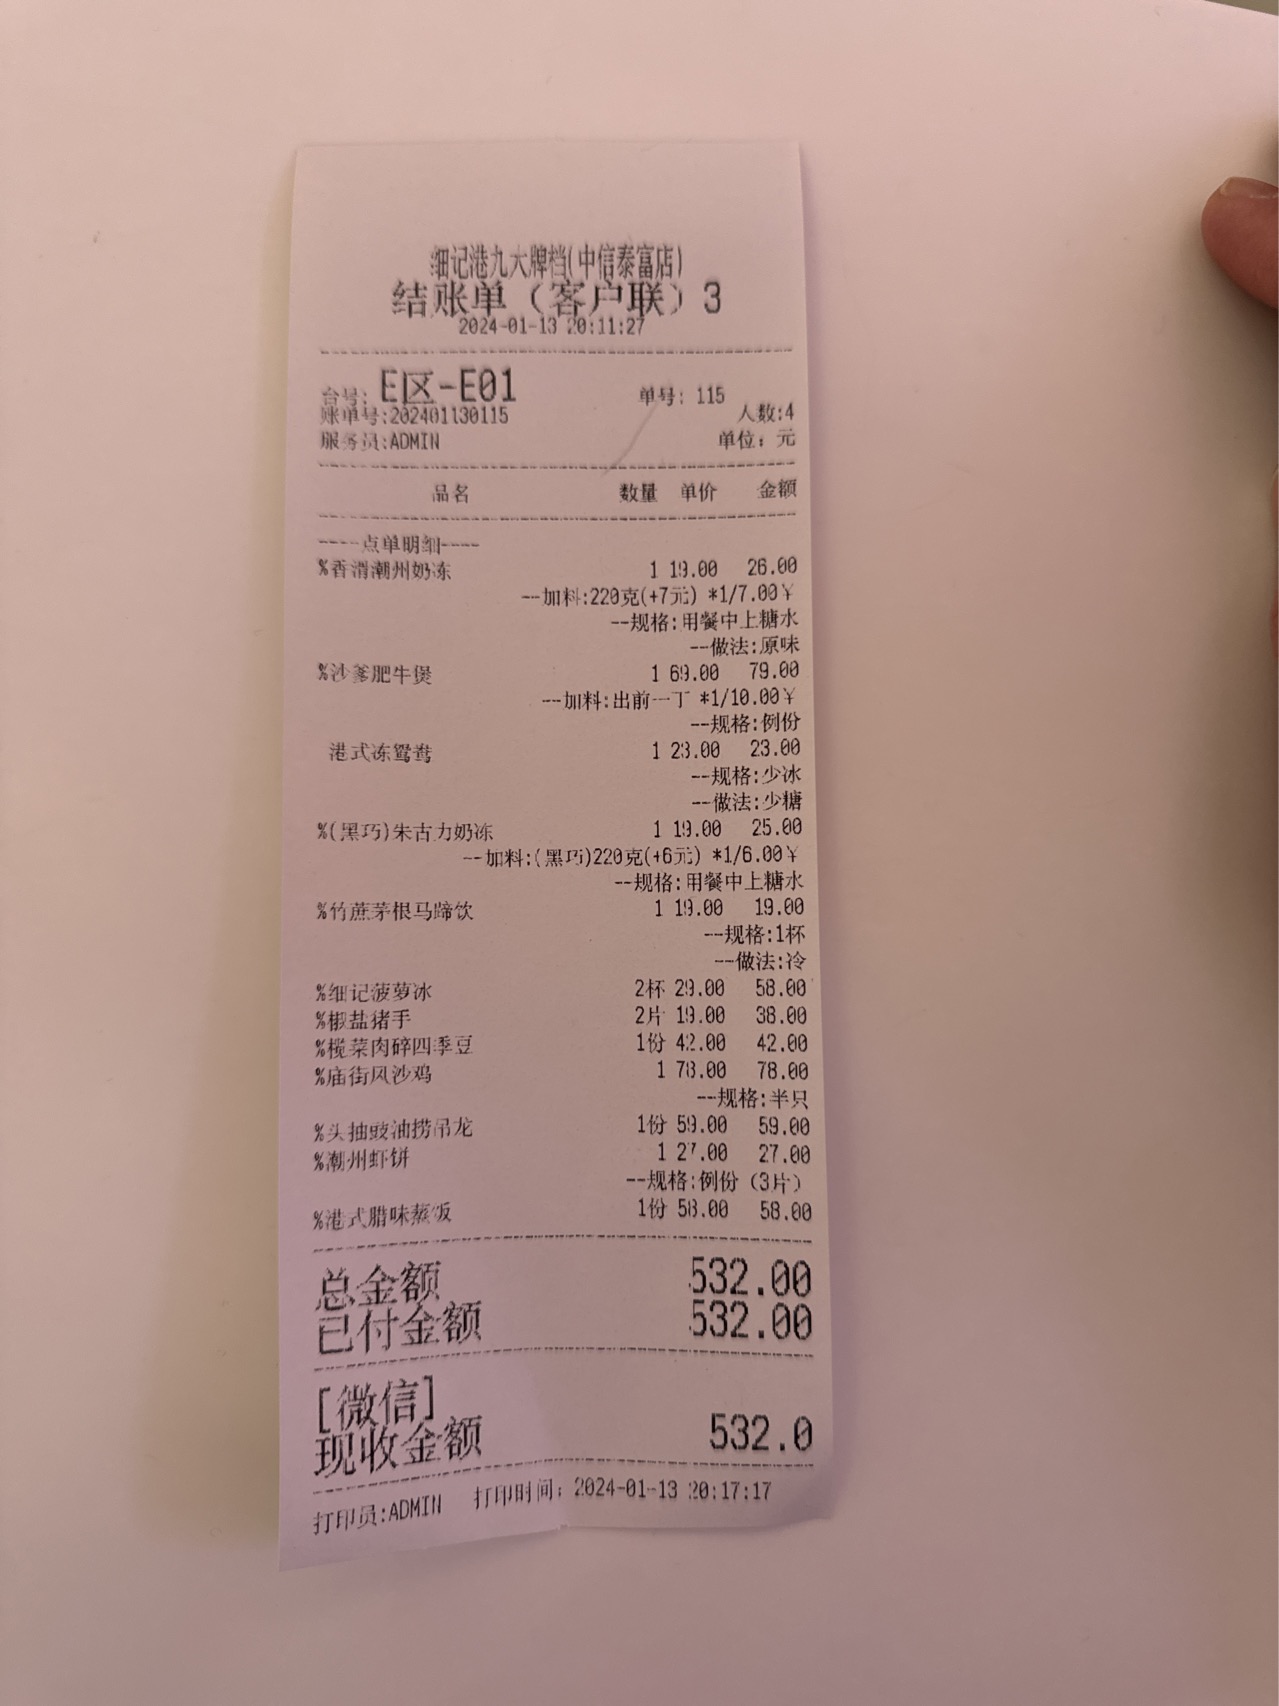 细记港九大牌档(中信泰富店)
结账单（客户联）3
2024-01-13 20:11:27
台号: E区-E01 单号: 115
账单号:202401130115 人数:4
服务员:ADMIN 单位: 元
品名 数量 单价 金额
----点单明细----
%香滑潮州奶冻 1 19.00 26.00
--加料:220克(+7元) *1/7.00¥
--规格:用餐中上糖水
--做法:原味
%沙爹肥牛煲 1 69.00 79.00
--加料:出前一丁 *1/10.00¥
--规格:例份
港式冻鸳鸯 1 23.00 23.00
--规格:少冰
--做法:少糖
%(黑巧)朱古力奶冻 1 19.00 25.00
--加料:(黑巧)220克(+6元) *1/6.00¥
--规格:用餐中上糖水
%竹蔗茅根马蹄饮 1 19.00 19.00
--规格:1杯
--做法:冷
%细记菠萝冰 2杯 29.00 58.00
%椒盐猪手 2片 19.00 38.00
%榄菜肉碎四季豆 1份 42.00 42.00
%庙街风沙鸡 1 78.00 78.00
--规格:半只
%头抽豉油捞吊龙 1份 59.00 59.00
%潮州虾饼 1 27.00 27.00
--规格:例份（3片）
%港式腊味蒸饭 1份 58.00 58.00
总金额 532.00
已付金额 532.00
[微信]
现收金额 532.0
打印员:ADMIN 打印时间: 2024-01-13 20:17:17